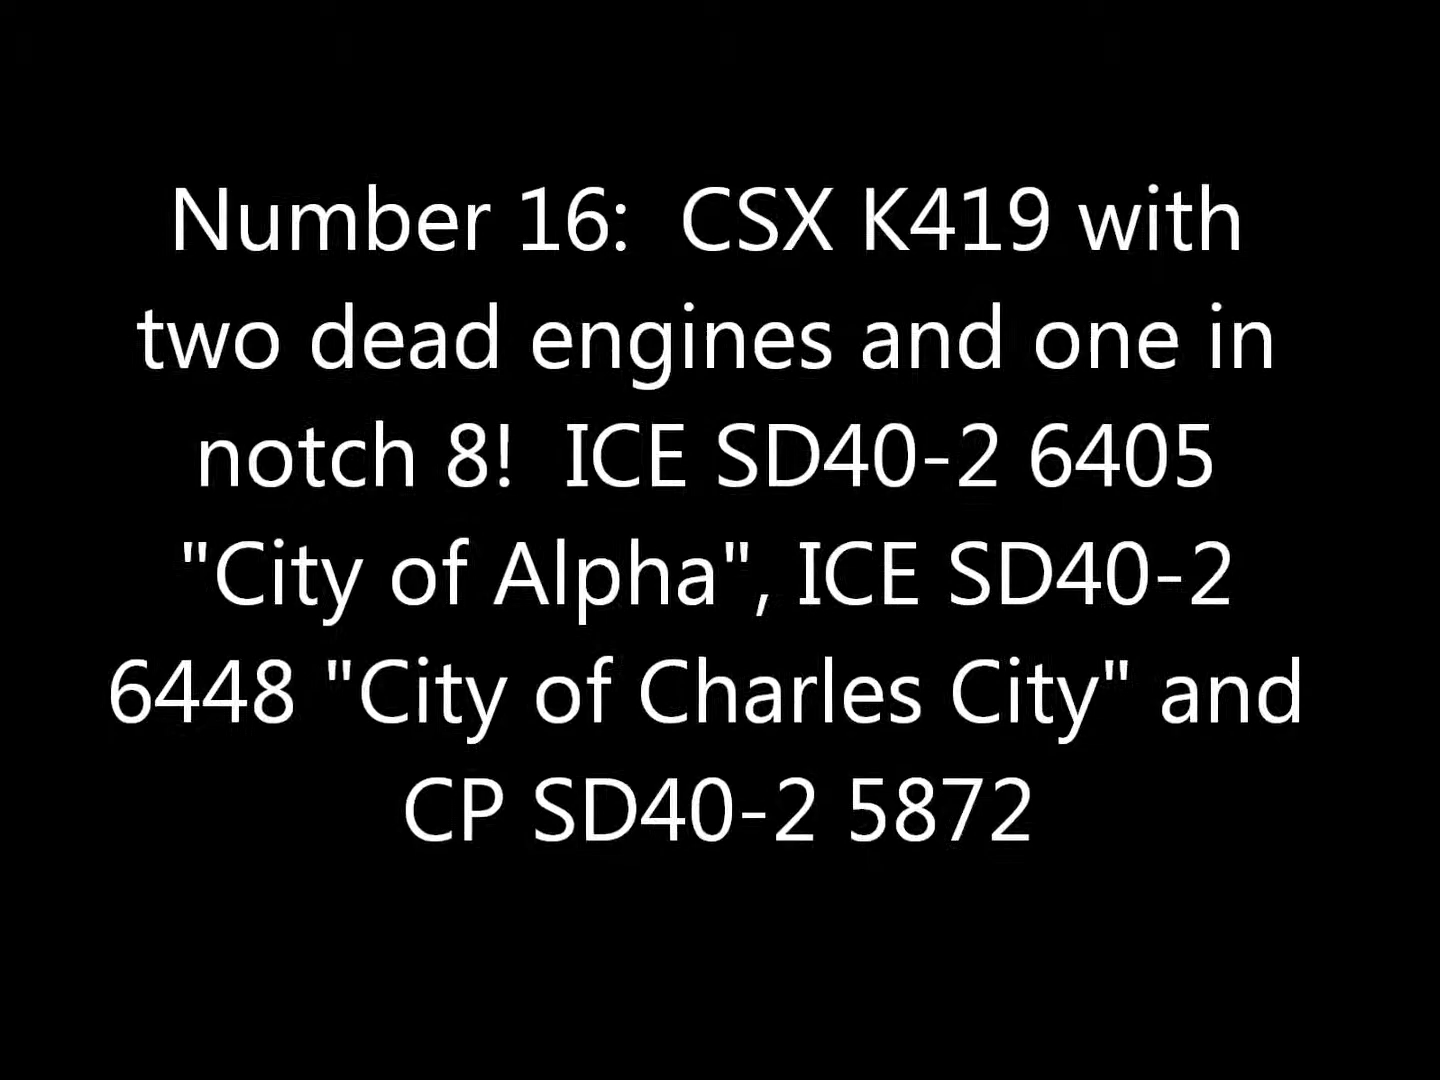 Number 16:  CSX K419 with
two dead engines and one in
notch 8!  ICE SD40-2 6405
"City of Alpha", ICE SD40-2
6448 "City of Charles City" and
CP SD40-2 5872